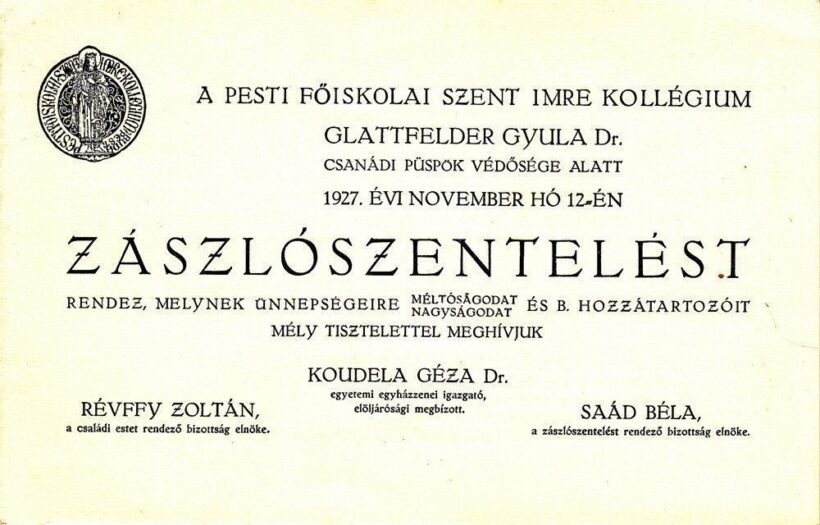 A PESTI FŐISKOLAI SZENT IMRE KOLLÉGIUM
GLATTFELDER GYULA Dr.
CSANÁDI PÜSPÖK VÉDŐSÉGE ALATT
1927. ÉVI NOVEMBER HÓ 12-ÉN
ZÁSZLÓSZENTELÉST
RENDEZ, MELYNEK ÜNNEPSÉGEIRE MÉLTÓSÁGODAT NAGYSÁGODAT ÉS B. HOZZÁTARTOZÓIT
MÉLY TISZTELETTEL MEGHÍVJUK
KOUDELA GÉZA Dr.
egyetemi egyházzenei igazgató,
elöljárósági megbízott.
RÉVFFY ZOLTÁN,
a családi estet rendező bizottság elnöke.
SAÁD BÉLA,
a zászlószentelést rendező bizottság elnöke.